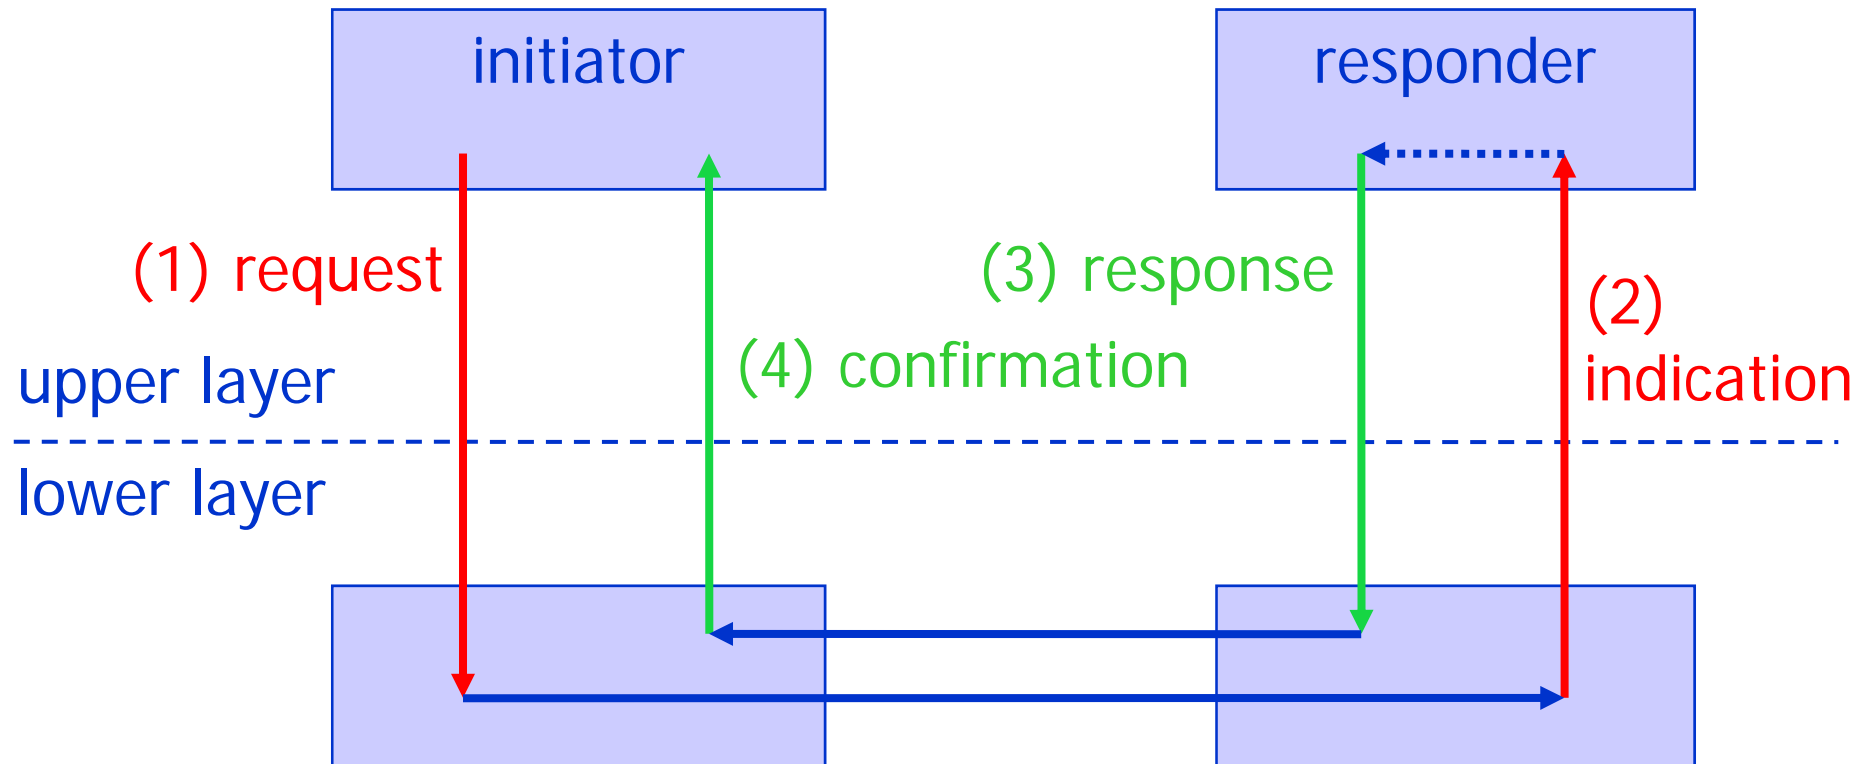 initiator
responder
(1) request
(3) response
(2)
indication
(4) confirmation
upper layer
lower layer